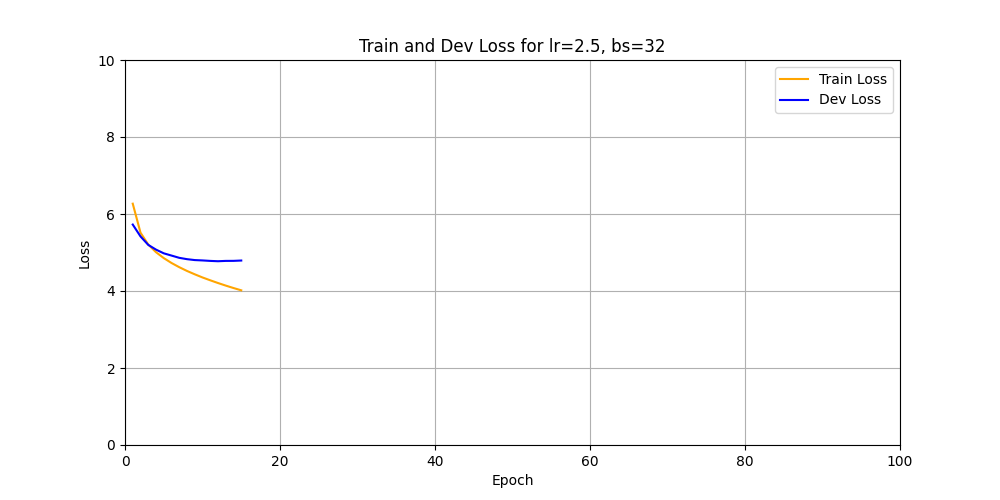 Train and Dev Loss for lr=2.5, bs=32
10
8
6
4
2
0
Loss
Train Loss
Dev Loss
0 20 40 60 80 100
Epoch